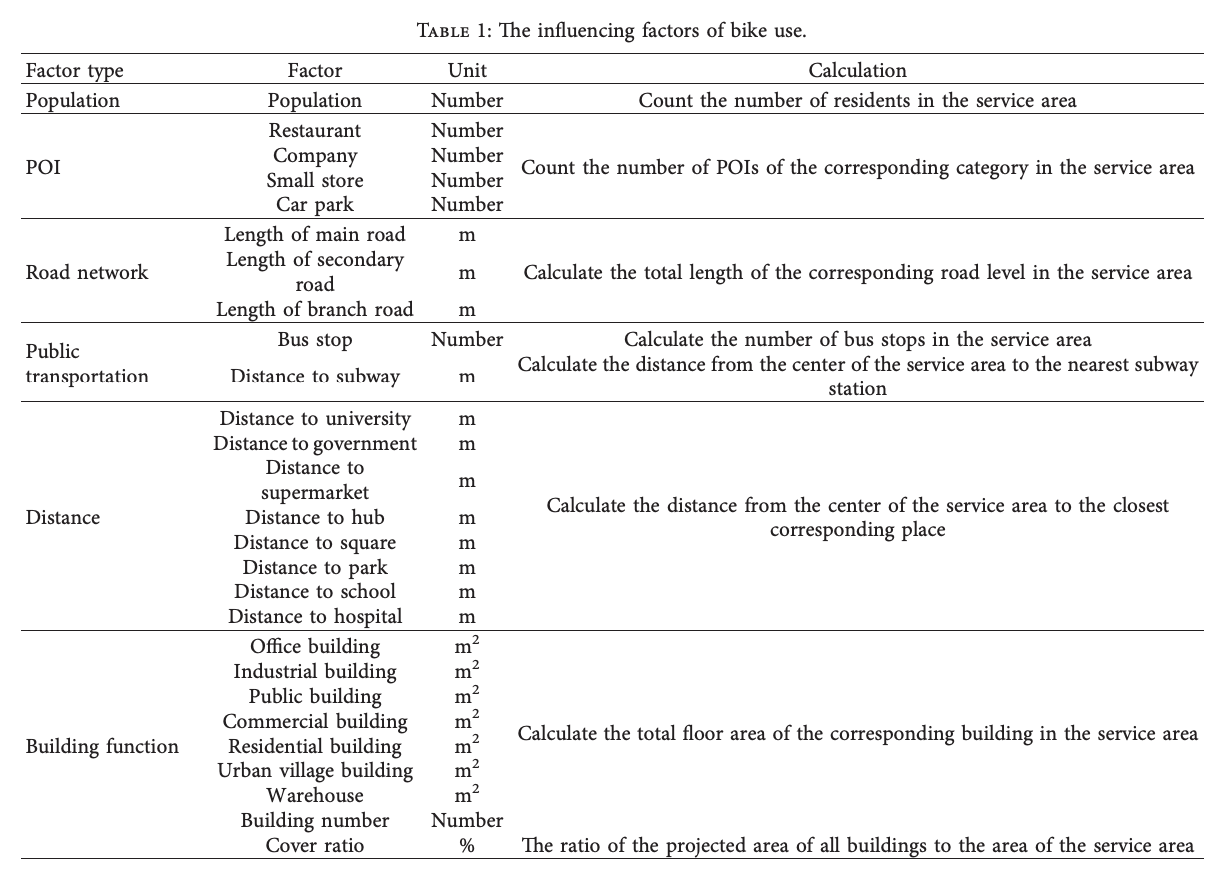 TABLE 1: The influencing factors of bike use.
Factor type Factor Unit Calculation
Population Population Number Count the number of residents in the service area
POI
Restaurant Number
Company Number
Small store Number
Car park Number
Count the number of POIs of the corresponding category in the service area
Road network
Length of main road m
Length of secondary
road
m
Length of branch road m
Calculate the total length of the corresponding road level in the service area
Public
transportation
Bus stop Number Calculate the number of bus stops in the service area
Distance to subway m Calculate the distance from the center of the service area to the nearest subway
station
Distance
Distance to university m
Distance to government m
Distance to
supermarket
m
Distance to hub m
Distance to square m
Distance to park m
Distance to school m
Distance to hospital m
Calculate the distance from the center of the service area to the closest
corresponding place
Building function
Office building m²
Industrial building m²
Public building m²
Commercial building m²
Residential building m²
Urban village building m²
Warehouse m²
Calculate the total floor area of the corresponding building in the service area
Building number Number
Cover ratio % The ratio of the projected area of all buildings to the area of the service area